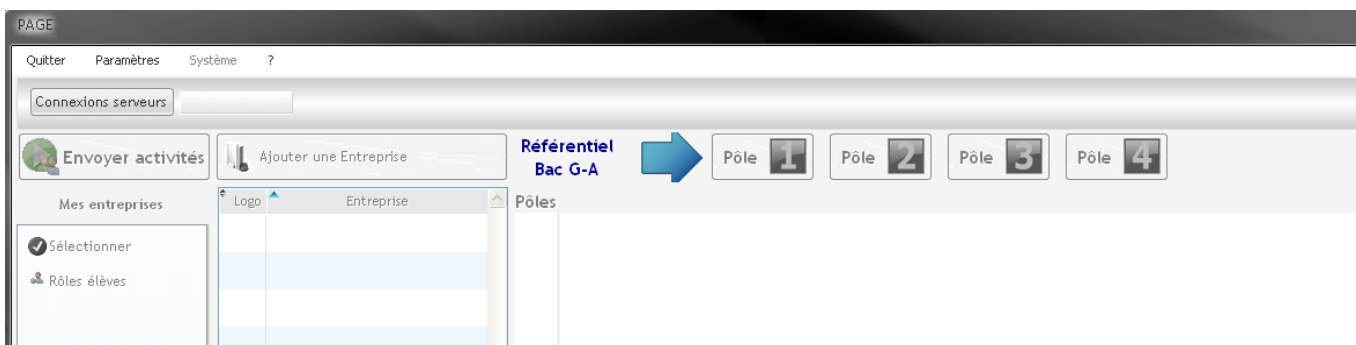 PAGE
Quitter Paramètres Système ?
Connexions serveurs
Envoyer activités Ajouter une Entreprise Référentiel Bac G-A Pôle 1 Pôle 2 Pôle 3 Pôle 4
Mes entreprises Logo Entreprise Pôles
Sélectionner
Rôles élèves